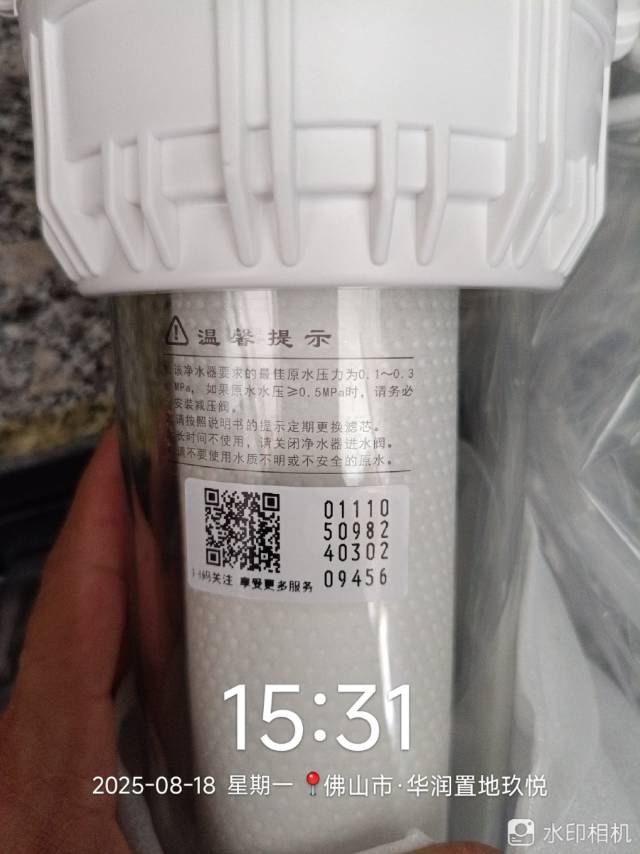 温馨提示
该净水器要求的最佳原水压力为0.1～0.3
MPa，如果原水水压≥0.5MPa时，请务必
安装减压阀。
请按照说明书的提示定期更换滤芯。
长时间不使用，请关闭净水器进水阀。
请不要使用水质不明或不安全的原水。
01110
50982
40302
09456
码关注 享受更多服务
15:31
2025-08-18 星期一 佛山市·华润置地玖悦
水印相机